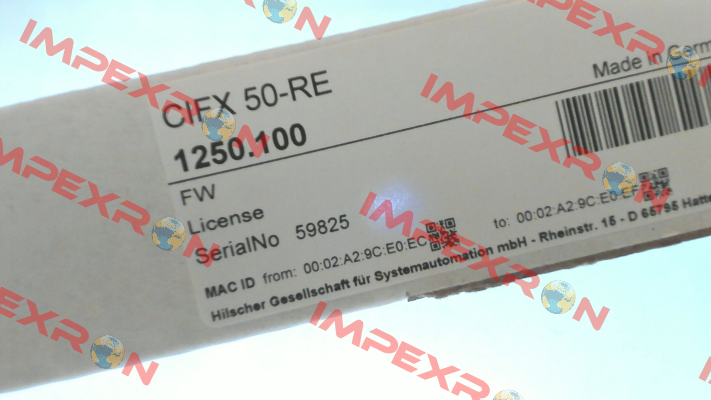 CIFX 50-RE
Made in Germ
1250.100
FW
License
SerialNo 59825
MAC ID from: 00:02:A2:9C:E0:EC to: 00:02:A2:9C:E0:EF
Hilscher Gesellschaft für Systemautomation mbH - Rheinstr. 15 - D 65795 Hatte
IMPEXRON
IMPEXRON
IMPEXRON
IMPEXRON
IMPEXRON
IMPEXRON
IMPEXRON